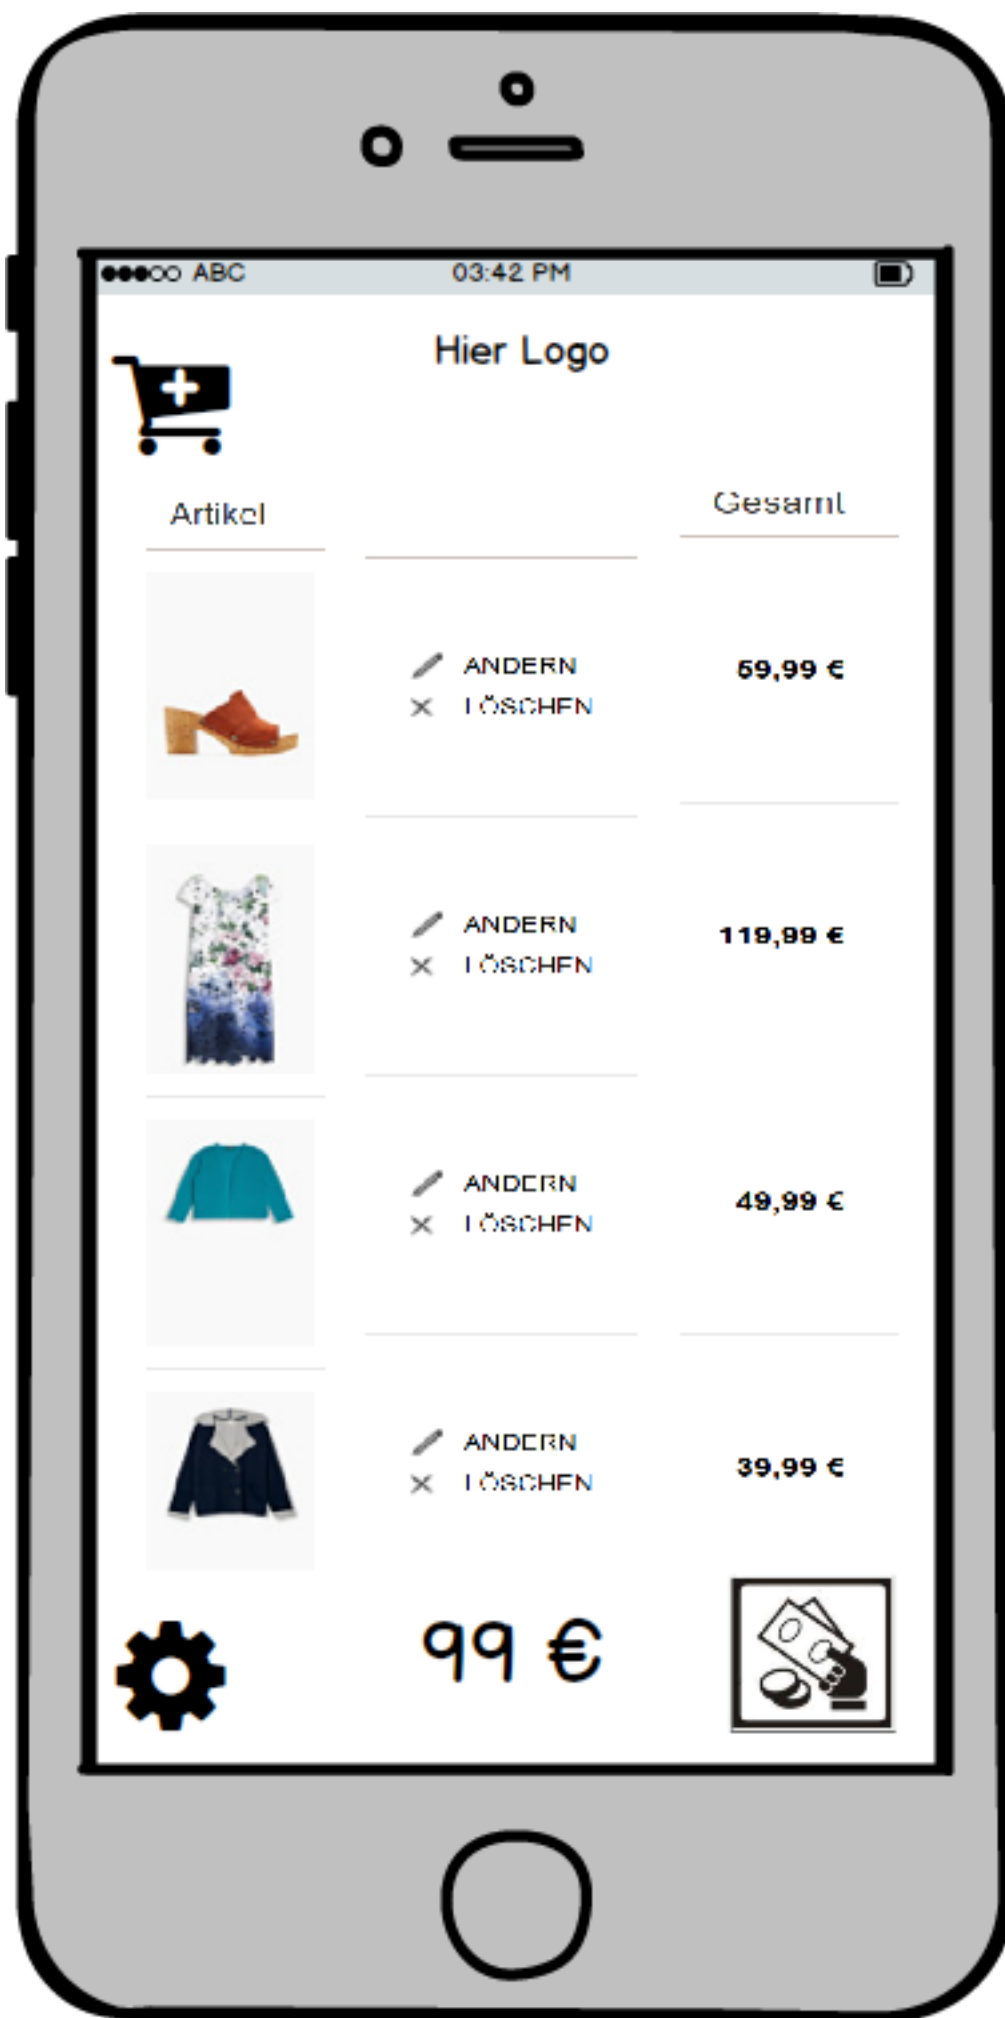 ABC 03:42 PM
Hier Logo
Artikel Gesamt
ANDERN 59,99 €
LÖSCHEN
ANDERN 119,99 €
LÖSCHEN
ANDERN 49,99 €
LÖSCHEN
ANDERN 39,99 €
LÖSCHEN
99 €